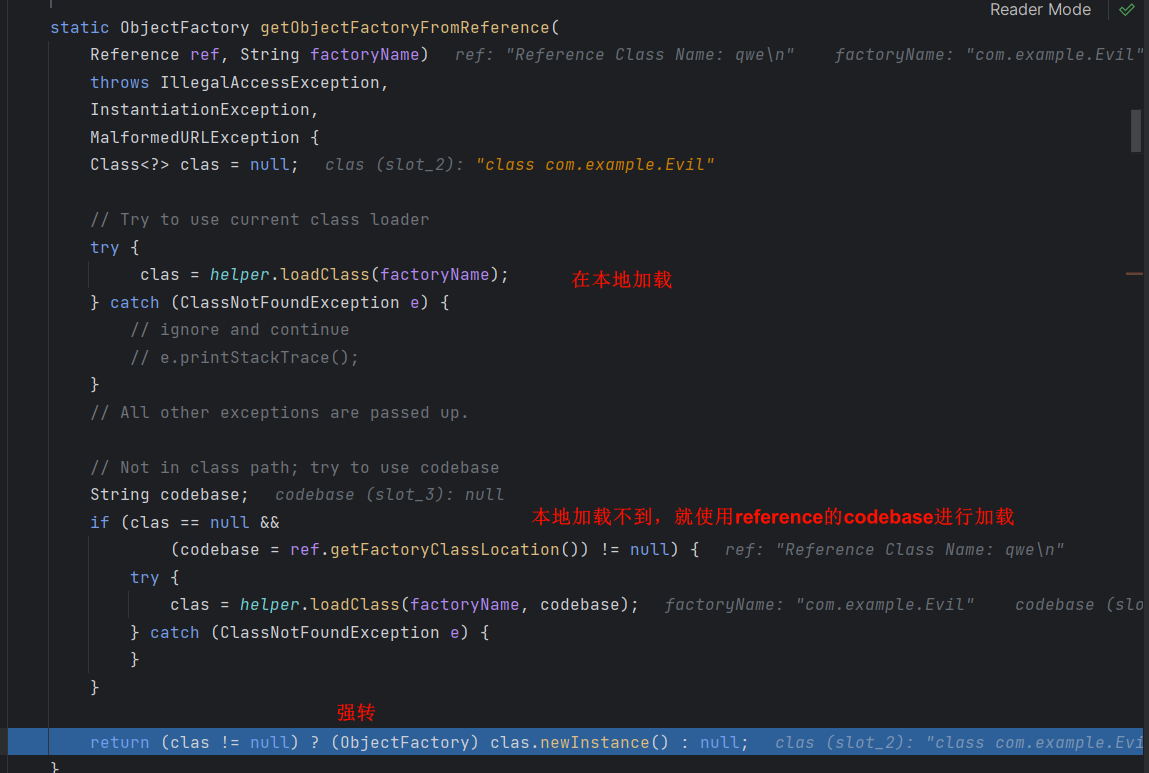 Reader Mode
static ObjectFactory getObjectFactoryFromReference(
Reference ref, String factoryName) ref: "Reference Class Name: qwe\n" factoryName: "com.example.Evil"
throws IllegalAccessException,
InstantiationException,
MalformedURLException {
Class<?> clas = null; clas (slot_2): "class com.example.Evil"
// Try to use current class loader
try {
clas = helper.loadClass(factoryName); 在本地加载
} catch (ClassNotFoundException e) {
// ignore and continue
// e.printStackTrace();
}
// All other exceptions are passed up.
// Not in class path; try to use codebase
String codebase; codebase (slot_3): null
if (clas == null && 本地加载不到，就使用reference的codebase进行加载
(codebase = ref.getFactoryClassLocation()) != null) { ref: "Reference Class Name: qwe\n"
try {
clas = helper.loadClass(factoryName, codebase); factoryName: "com.example.Evil" codebase (slo
} catch (ClassNotFoundException e) {
}
}
强转
return (clas != null) ? (ObjectFactory) clas.newInstance() : null; clas (slot_2): "class com.example.Evi
}